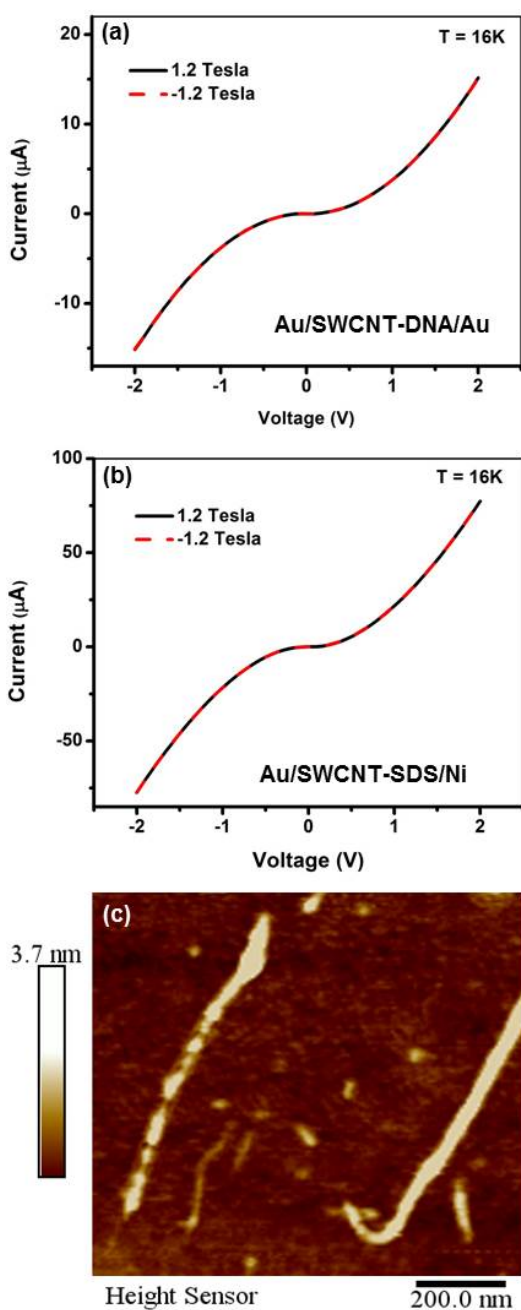 (a)
T = 16K
1.2 Tesla
-1.2 Tesla
20
10
0
-10
Current (μA)
Au/SWCNT-DNA/Au
-2 -1 0 1 2
Voltage (V)
(b)
T = 16K
1.2 Tesla
-1.2 Tesla
100
50
0
-50
Current (μA)
Au/SWCNT-SDS/Ni
-2 -1 0 1 2
Voltage (V)
(c)
3.7 nm
Height Sensor
200.0 nm